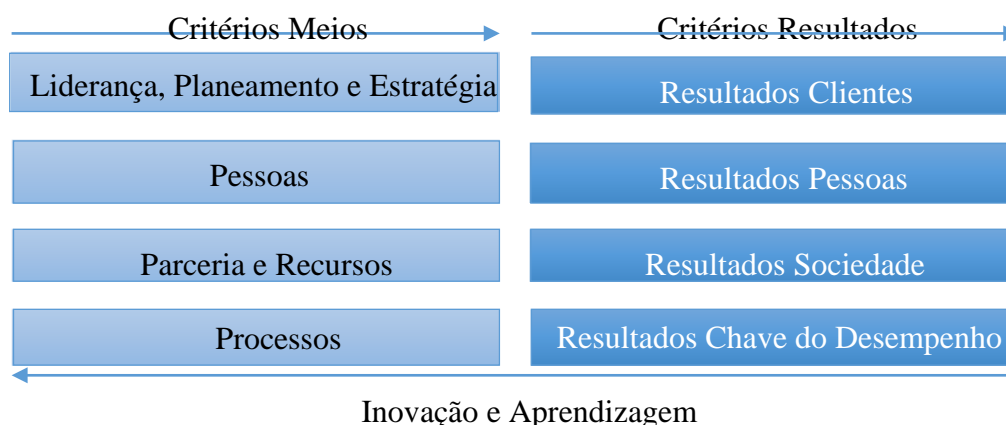 Critérios Meios
Critérios Resultados
Liderança, Planeamento e Estratégia
Resultados Clientes
Pessoas
Resultados Pessoas
Parceria e Recursos
Resultados Sociedade
Processos
Resultados Chave do Desempenho
Inovação e Aprendizagem